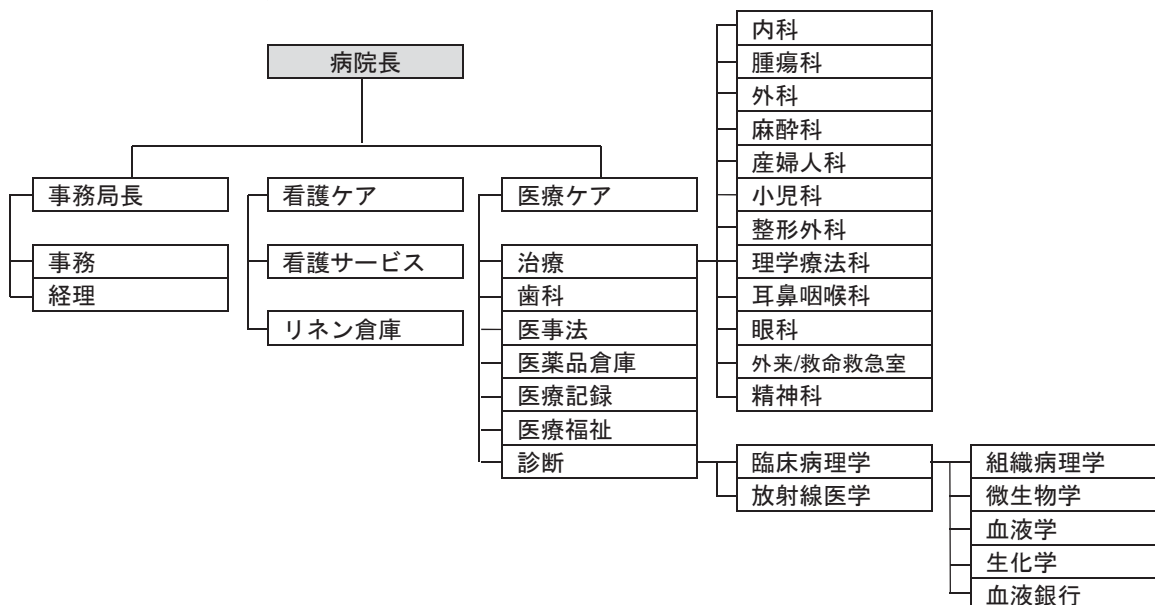 病院長
事務局長
事務
経理
看護ケア
看護サービス
リネン倉庫
医療ケア
治療
歯科
医事法
医薬品倉庫
医療記録
医療福祉
診断
内科
腫瘍科
外科
麻酔科
産婦人科
小児科
整形外科
理学療法科
耳鼻咽喉科
眼科
外来/救命救急室
精神科
臨床病理学
放射線医学
組織病理学
微生物学
血液学
生化学
血液銀行